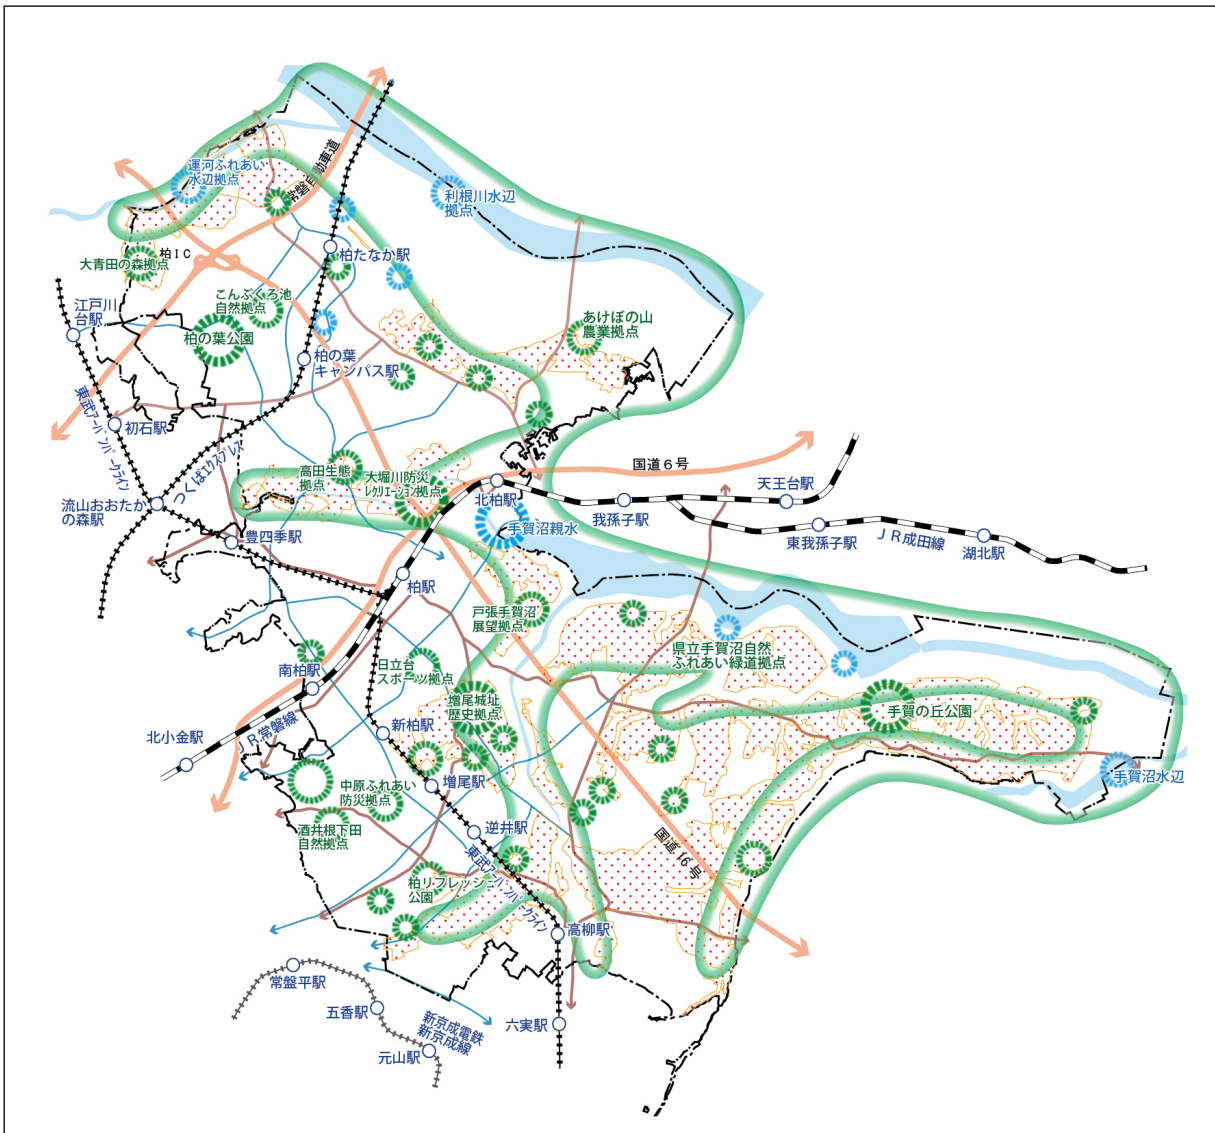 運河ふれあい
水辺拠点
常磐自動車道
利根川水辺
拠点
柏ＩＣ
大青田の森拠点
柏たなか駅
こんぶくろ池
自然拠点
江戸川
台駅
柏の葉公園
あけぼの山
農業拠点
柏の葉
キャンパス駅
東武アーバンパークライン
初石駅
つくばエクスプレス
国道６号
高田生態
拠点
大堀川防災
レクリエーション拠点
北柏駅
天王台駅
流山おおたか
の森駅
我孫子駅
手賀沼親水
東我孫子駅
ＪＲ成田線
湖北駅
豊四季駅
柏駅
戸張手賀沼
展望拠点
県立手賀沼自然
ふれあい緑道拠点
日立台
スポーツ拠点
南柏駅
増尾城址
歴史拠点
手賀の丘公園
新柏駅
ＪＲ常磐線
北小金駅
手賀沼水辺
中原ふれあい
防災拠点
増尾駅
酒井根下田
自然拠点
逆井駅
国道16号
東武アーバンパークライン
柏リフレッシュ
公園
高柳駅
常盤平駅
五香駅
新京成電鉄
新京成線
元山駅
六実駅